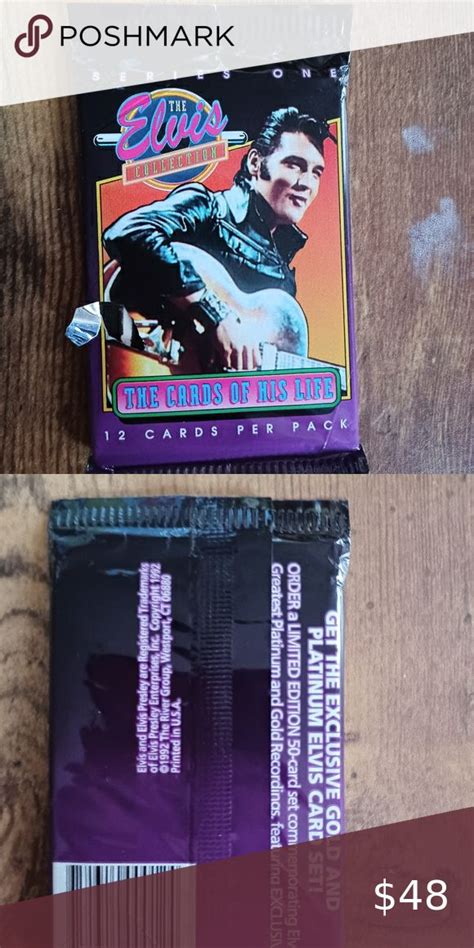 POSHMARK
SERIES ONE
THE
Elvis
COLLECTION
THE CARDS OF HIS LIFE
12 CARDS PER PACK
GET THE EXCLUSIVE GOLD AND
PLATINUM ELVIS CARD SET!
ORDER a LIMITED EDITION 50-card set commemorating El
Greatest Platinum and Gold Recordings, featuring EXCLUSIV
Elvis and Elvis Presley are Registered Trademarks
of Elvis Presley Enterprises, Inc. Copyright 1992
©1992 The River Group, Westport, CT 06880
Printed in U.S.A.
$48